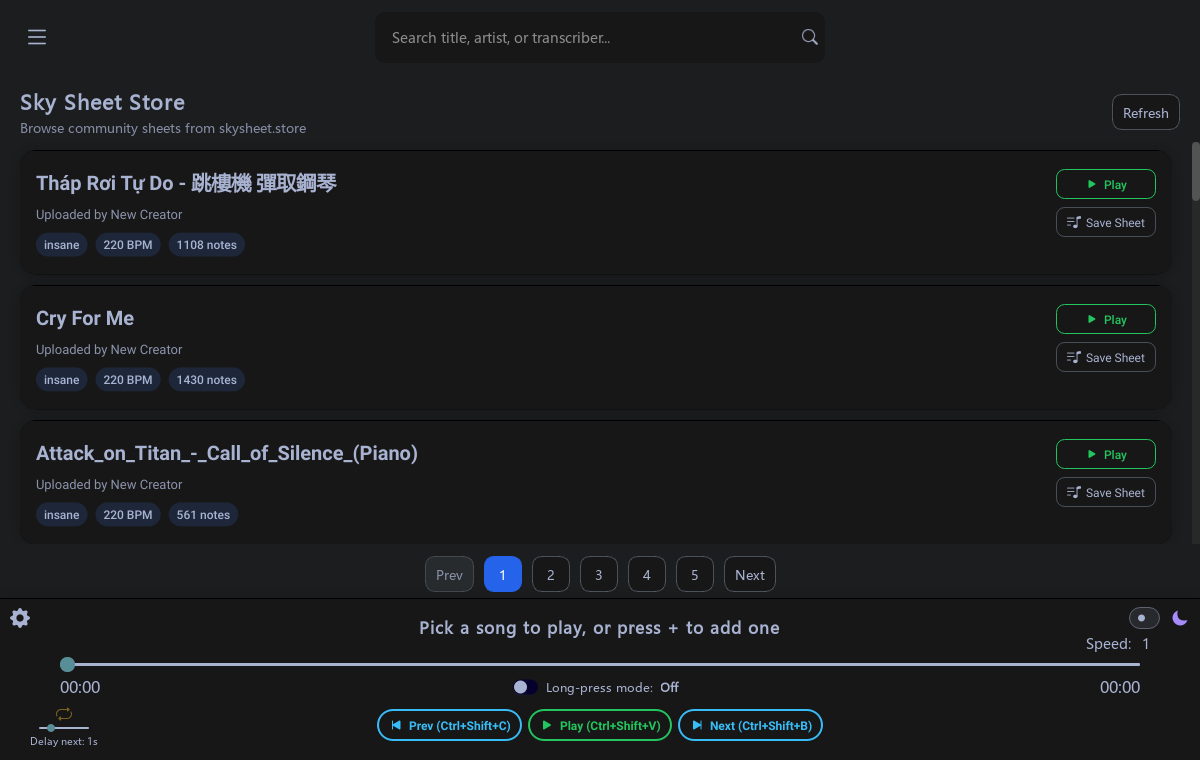 Search title, artist, or transcriber...
Sky Sheet Store
Browse community sheets from skysheet.store
Refresh
Tháp Rơi Tự Do - 跳樓機 彈取鋼琴
Uploaded by New Creator
insane 220 BPM 1108 notes
Play
Save Sheet
Cry For Me
Uploaded by New Creator
insane 220 BPM 1430 notes
Play
Save Sheet
Attack_on_Titan_-_Call_of_Silence_(Piano)
Uploaded by New Creator
insane 220 BPM 561 notes
Play
Save Sheet
Prev 1 2 3 4 5 Next
Pick a song to play, or press + to add one
Speed: 1
00:00 00:00
Long-press mode: Off
Delay next: 1s
Prev (Ctrl+Shift+C) Play (Ctrl+Shift+V) Next (Ctrl+Shift+B)